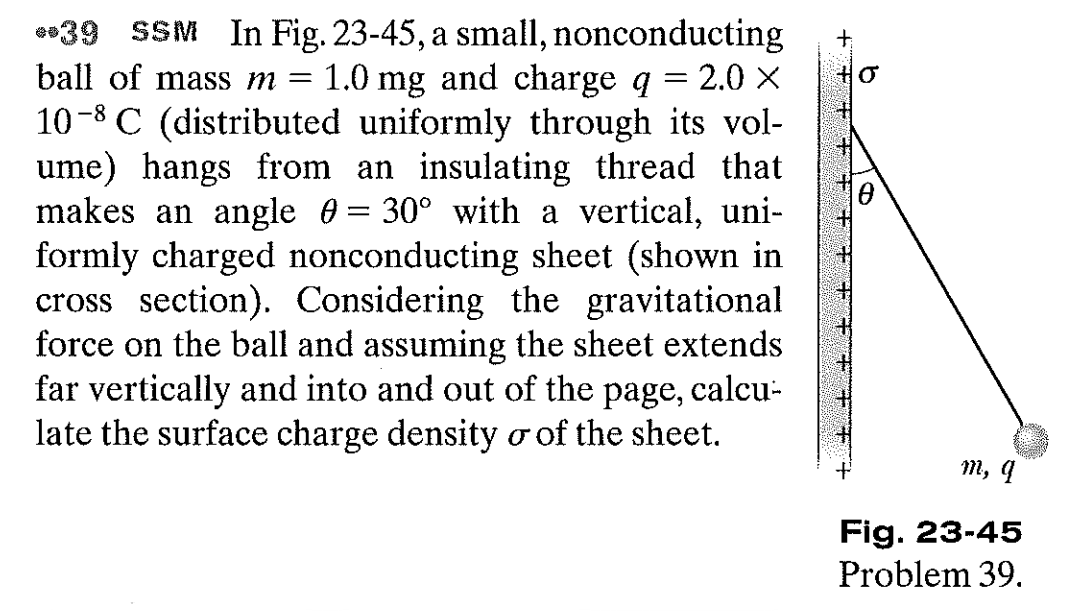 ••39 SSM In Fig. 23-45, a small, nonconducting
ball of mass m = 1.0 mg and charge q = 2.0 ×
10⁻⁸ C (distributed uniformly through its vol-
ume) hangs from an insulating thread that
makes an angle θ = 30° with a vertical, uni-
formly charged nonconducting sheet (shown in
cross section). Considering the gravitational
force on the ball and assuming the sheet extends
far vertically and into and out of the page, calcu-
late the surface charge density σ of the sheet.
+
+ σ
+
+
+ θ
+
+
+
+
+
+
+
+
m, q
Fig. 23-45
Problem 39.